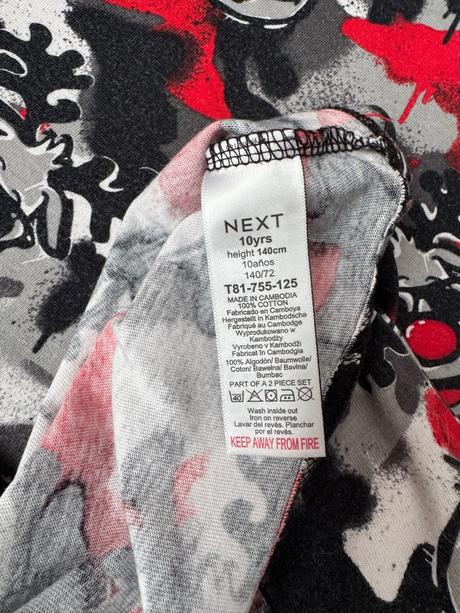 NEXT
10yrs
height 140cm
10años
140/72
T81-755-125
MADE IN CAMBODIA
100% COTTON
Fabricado en Camboya
Hergestellt in Kambodscha
Fabriqué au Cambodge
Wyprodukowano w
Kambodży
Vyrobeno v Kambodži
Fabricat în Cambodgia
100% Algodón/ Baumwolle/
Coton/ Bawełna/ Bavlna/
Bumbac
PART OF A 2 PIECE SET
40
Wash inside out
Iron on reverse
Lavar del revés. Planchar
por el revés.
KEEP AWAY FROM FIRE